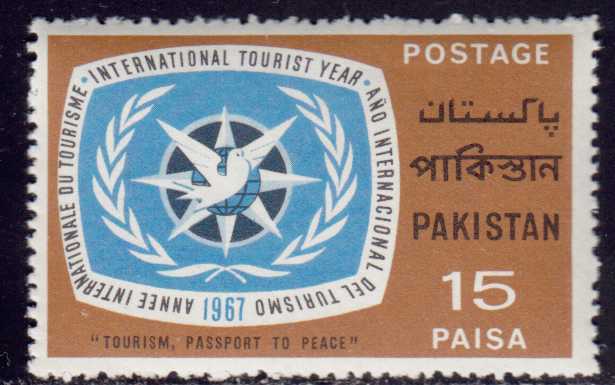 POSTAGE
INTERNATIONAL TOURIST YEAR • AÑO INTERNACIONAL DEL TURISMO
1967
ANNEE INTERNATIONALE DU TOURISME •
پاکستان
পাকিস্তান
PAKISTAN
15
PAISA
"TOURISM, PASSPORT TO PEACE"